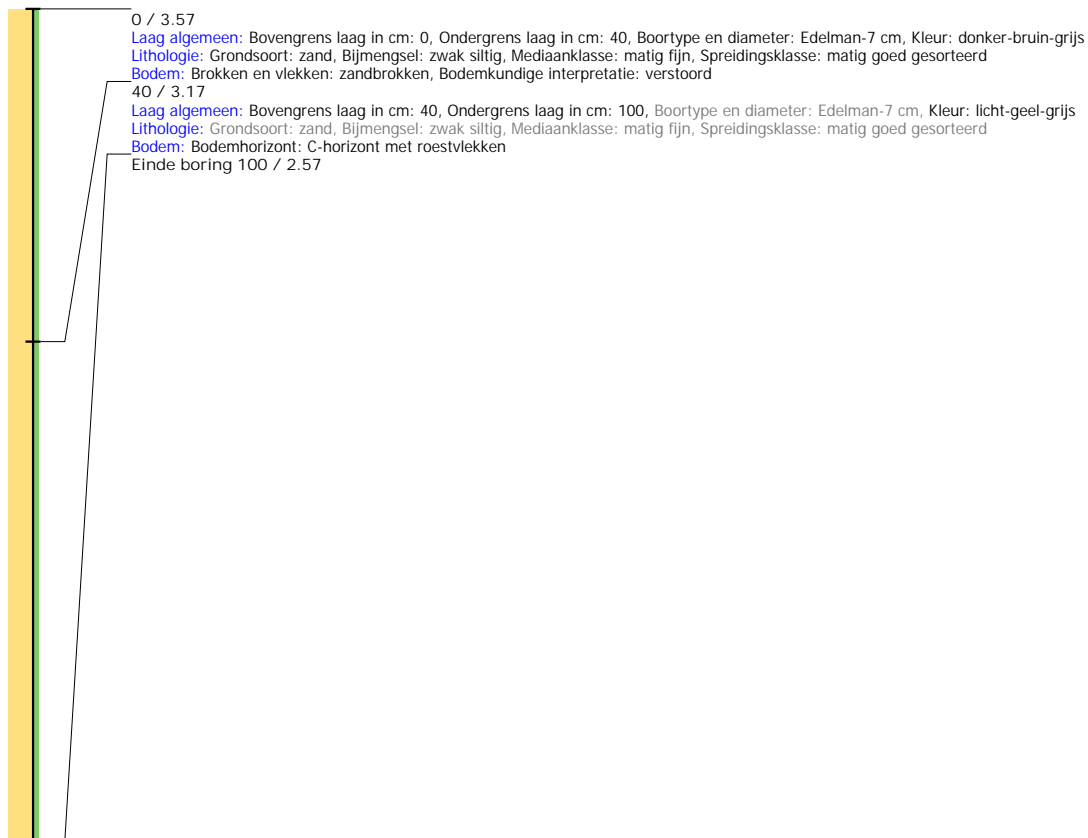 0 / 3.57
Laag algemeen: Bovengrens laag in cm: 0, Ondergrens laag in cm: 40, Boortype en diameter: Edelman-7 cm, Kleur: donker-bruin-grijs
Lithologie: Grondsoort: zand, Bijmengsel: zwak siltig, Mediaanklasse: matig fijn, Spreidingsklasse: matig goed gesorteerd
Bodem: Brokken en vlekken: zandbrokken, Bodemkundige interpretatie: verstoord
40 / 3.17
Laag algemeen: Bovengrens laag in cm: 40, Ondergrens laag in cm: 100, Boortype en diameter: Edelman-7 cm, Kleur: licht-geel-grijs
Lithologie: Grondsoort: zand, Bijmengsel: zwak siltig, Mediaanklasse: matig fijn, Spreidingsklasse: matig goed gesorteerd
Bodem: Bodemhorizont: C-horizont met roestvlekken
Einde boring 100 / 2.57